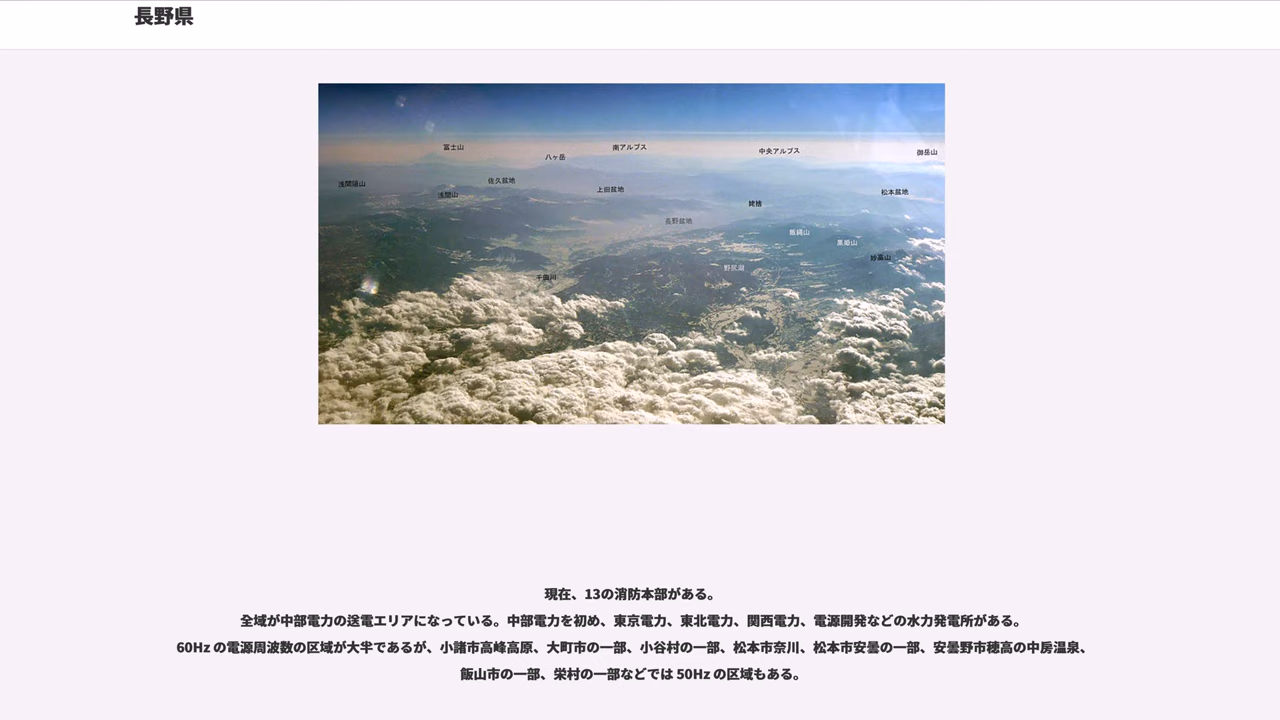 長野県
富士山
八ヶ岳
南アルプス
中央アルプス
御岳山
浅間隠山
浅間山
佐久盆地
上田盆地
松本盆地
姥捨
長野盆地
飯縄山
黒姫山
妙高山
野尻湖
千曲川
現在、13の消防本部がある。
全域が中部電力の送電エリアになっている。中部電力を初め、東京電力、東北電力、関西電力、電源開発などの水力発電所がある。
60Hz の電源周波数の区域が大半であるが、小諸市高峰高原、大町市の一部、小谷村の一部、松本市奈川、松本市安曇の一部、安曇野市穂高の中房温泉、
飯山市の一部、栄村の一部などでは 50Hz の区域もある。